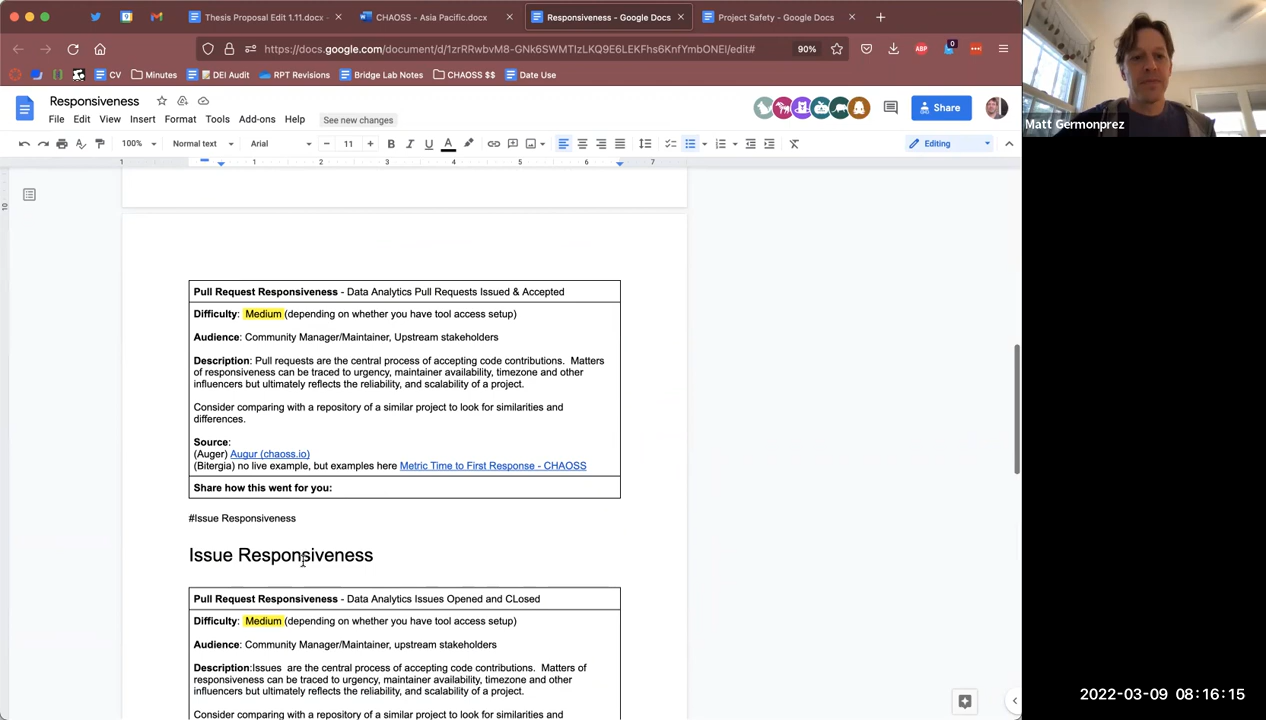 Thesis Proposal Edit 1.11.docx
CHAOSS - Asia Pacific.docx
Responsiveness - Google Docs
Project Safety - Google Docs
https://docs.google.com/document/d/1zrRRwbvM8-GNk6SWMTIzLKQ9E6LEKFhs6KnfYmbONEI/edit#
90%
ABP
0
CV
Minutes
DEI Audit
RPT Revisions
Bridge Lab Notes
CHAOSS $$
Date Use
Responsiveness
File Edit View Insert Format Tools Add-ons Help See new changes
Share
100% Normal text Arial 11 Editing
1 1 2 3 4 5 6 7
10
Pull Request Responsiveness - Data Analytics Pull Requests Issued & Accepted
Difficulty: Medium (depending on whether you have tool access setup)
Audience: Community Manager/Maintainer, Upstream stakeholders
Description: Pull requests are the central process of accepting code contributions. Matters
of responsiveness can be traced to urgency, maintainer availability, timezone and other
influencers but ultimately reflects the reliability, and scalability of a project.
Consider comparing with a repository of a similar project to look for similarities and
differences.
Source:
(Auger) Augur (chaoss.io)
(Bitergia) no live example, but examples here Metric Time to First Response - CHAOSS
Share how this went for you:
#Issue Responsiveness
Issue Responsiveness
Pull Request Responsiveness - Data Analytics Issues Opened and CLosed
Difficulty: Medium (depending on whether you have tool access setup)
Audience: Community Manager/Maintainer, upstream stakeholders
Description:Issues are the central process of accepting code contributions. Matters of
responsiveness can be traced to urgency, maintainer availability, timezone and other
influencers but ultimately reflects the reliability, and scalability of a project.
Consider comparing with a repository of a similar project to look for similarities and
Matt Germonprez
2022-03-09 08:16:15